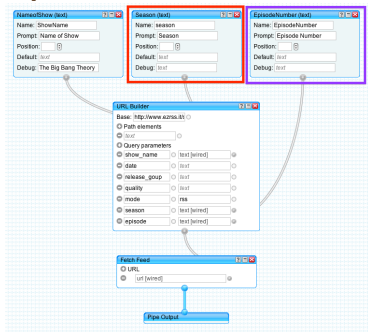 NameofShow (text)
Name: ShowName
Prompt: Name of Show
Position:
Default: text
Debug: The Big Bang Theory
Season (text)
Name: season
Prompt: Season
Position:
Default: text
Debug: text
EpisodeNumber (text)
Name: EpisodeNumber
Prompt: Episode Number
Position:
Default: text
Debug: text
URL Builder
Base: http://www.ezrss.it/
Path elements
text
Query parameters
show_name text [wired]
date text
release_goup text
quality text
mode rss
season text [wired]
episode text [wired]
Fetch Feed
URL
url [wired]
Pipe Output